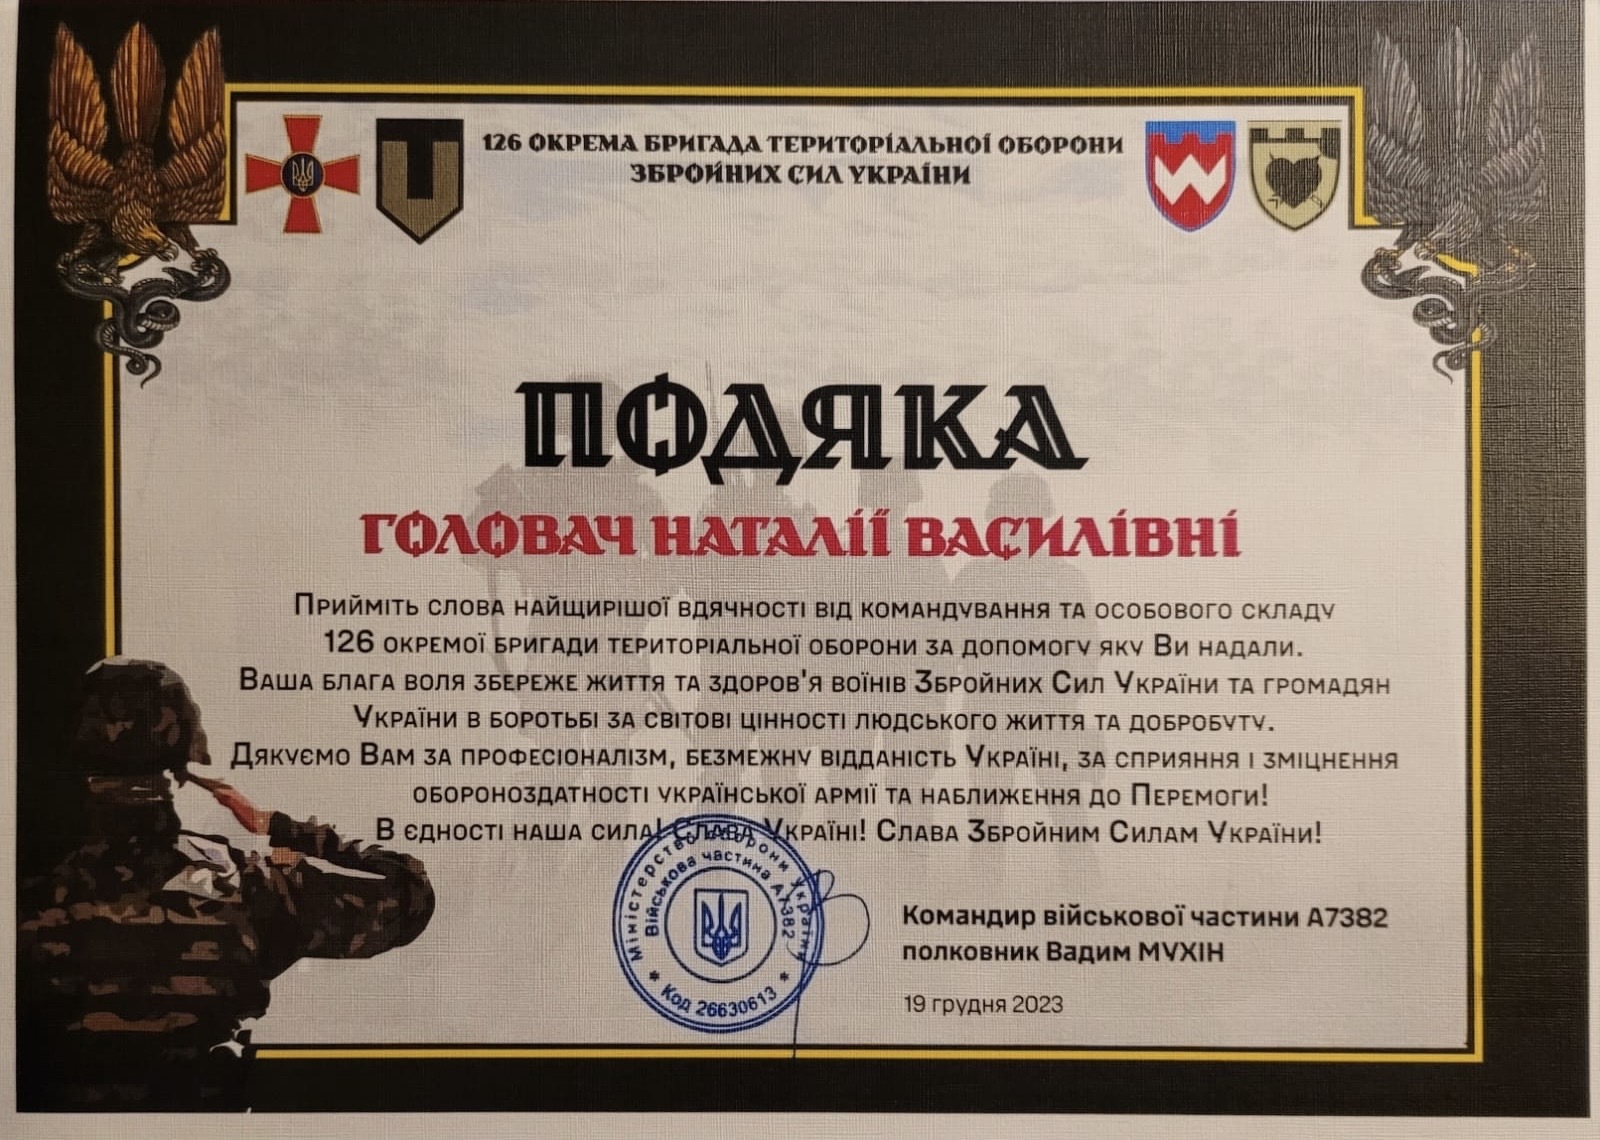 126 ОКРЕМА БРИГАДА ТЕРИТОРІАЛЬНОЇ ОБОРОНИ
ЗБРОЙНИХ СИЛ УКРАЇНИ
ПОДЯКА
ГОЛОВАЧ НАТАЛІЇ ВАСИЛІВНІ
Прийміть слова найщирішої вдячності від командування та особового складу
126 окремої бригади територіальної оборони за допомогу яку Ви надали.
Ваша блага воля збереже життя та здоров'я воїнів Збройних Сил України та громадян
України в боротьбі за світові цінності людського життя та добробуту.
Дякуємо Вам за професіоналізм, безмежну відданість Україні, за сприяння і зміцнення
обороноздатності української армії та наближення до Перемоги!
В єдності наша сила! Слава Україні! Слава Збройним Силам України!
Міністерство оборони України
Військова частина А7382
* Код 26630613 *
Командир військової частини А7382
полковник Вадим МУХІН
19 грудня 2023